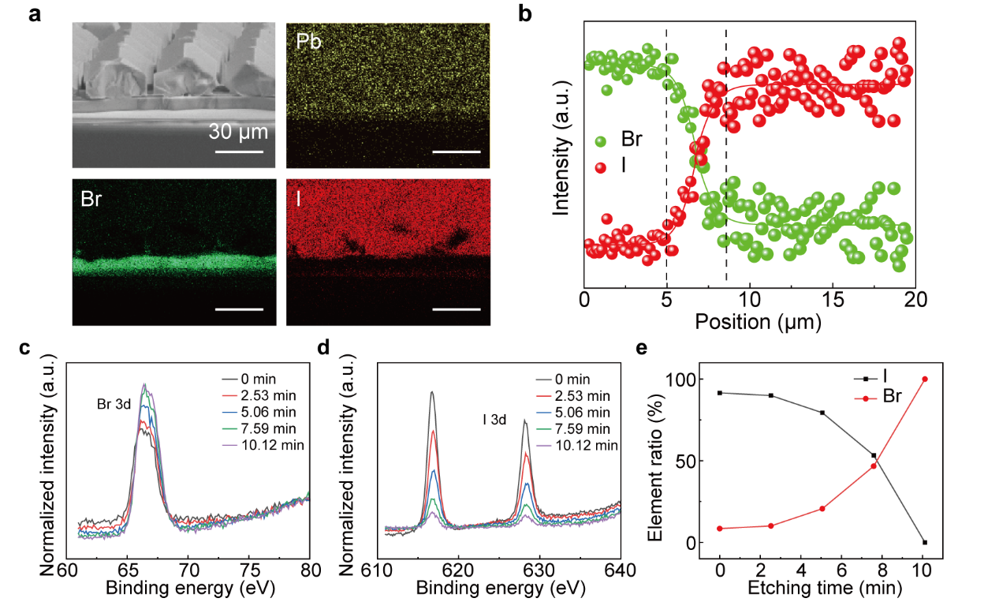 a
30 µm
Pb
Br
I
b
Intensity (a.u.)
Br
I
0 5 10 15 20
Position (µm)
c
Normalized intensity (a.u.)
Br 3d
0 min
2.53 min
5.06 min
7.59 min
10.12 min
60 65 70 75 80
Binding energy (eV)
d
Normalized intensity (a.u.)
I 3d
0 min
2.53 min
5.06 min
7.59 min
10.12 min
610 620 630 640
Binding energy (eV)
e
Element ratio (%)
I
Br
100
50
0
0 2 4 6 8 10
Etching time (min)